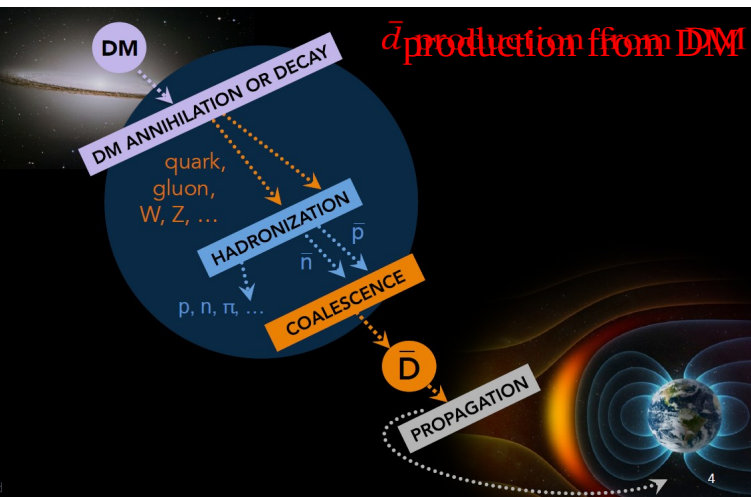 d̄ production from DM
DM
DM ANNIHILATION OR DECAY
quark,
gluon,
W, Z, ...
HADRONIZATION
p̄
n̄
p, n, π, ...
COALESCENCE
D̄
PROPAGATION
4